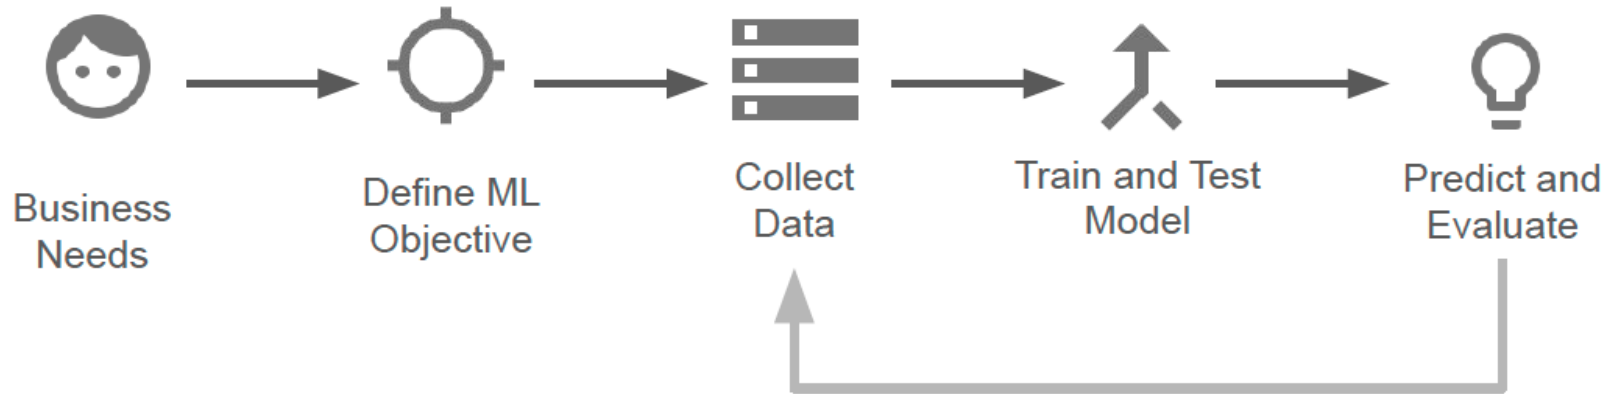 Business
Needs
Define ML
Objective
Collect
Data
Train and Test
Model
Predict and
Evaluate